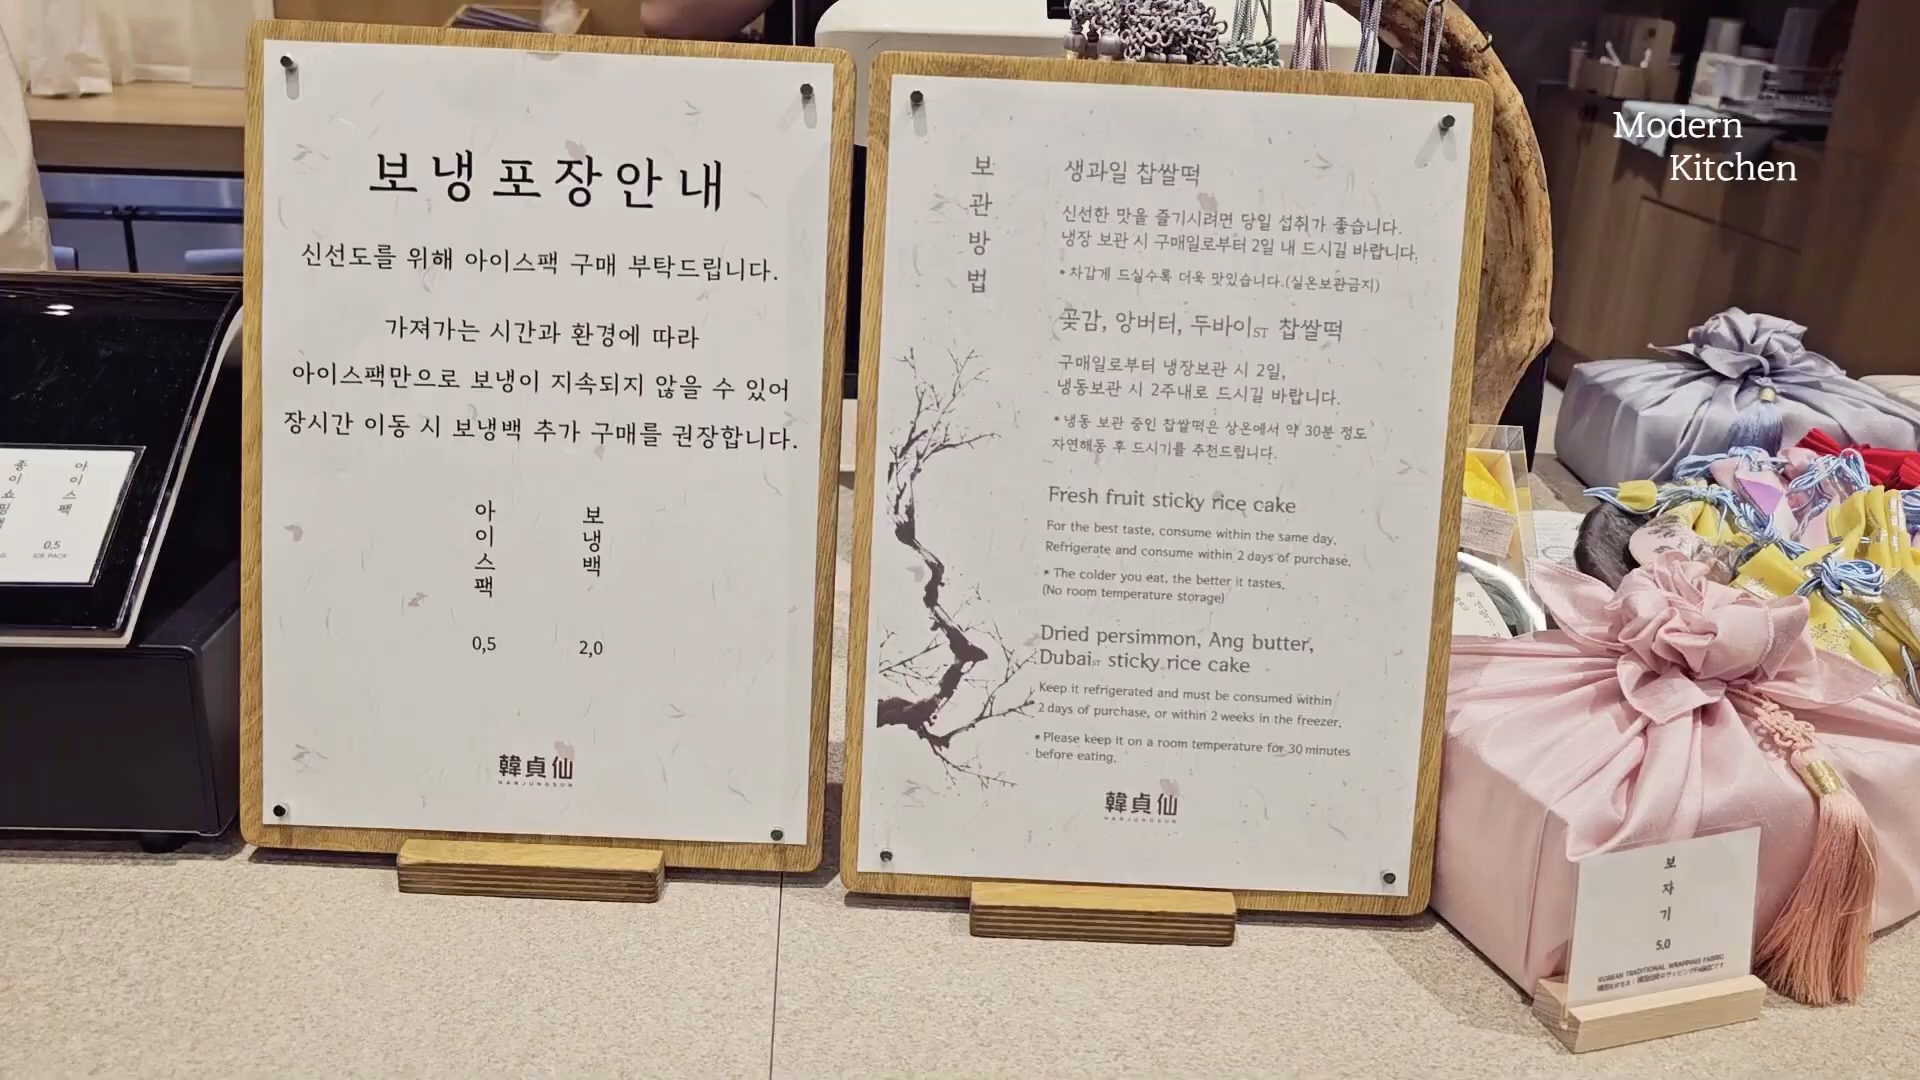 보냉포장안내
신선도를 위해 아이스팩 구매 부탁드립니다.
가져가는 시간과 환경에 따라
아이스팩만으로 보냉이 지속되지 않을 수 있어
장시간 이동 시 보냉백 추가 구매를 권장합니다.
아이스팩
0,5
보냉백
2,0
韓貞仙
HANJUNGSUN
보관방법
생과일 찹쌀떡
신선한 맛을 즐기시려면 당일 섭취가 좋습니다.
냉장 보관 시 구매일로부터 2일 내 드시길 바랍니다.
*차갑게 드실수록 더욱 맛있습니다.(실온보관금지)
곶감, 앙버터, 두바이ST 찹쌀떡
구매일로부터 냉장보관 시 2일,
냉동보관 시 2주내로 드시길 바랍니다.
*냉동 보관 중인 찹쌀떡은 상온에서 약 30분 정도
자연해동 후 드시기를 추천드립니다.
Fresh fruit sticky rice cake
For the best taste, consume within the same day.
Refrigerate and consume within 2 days of purchase.
* The colder you eat, the better it tastes.
(No room temperature storage)
Dried persimmon, Ang butter,
DubaiST sticky rice cake
Keep it refrigerated and must be consumed within
2 days of purchase, or within 2 weeks in the freezer.
*Please keep it on a room temperature for 30 minutes
before eating.
韓貞仙
HANJUNGSUN
Modern
Kitchen
종이쇼핑백
아이스팩
0,5
ICE PACK
보자기
5.0
KOREAN TRADITIONAL WRAPPING FABRIC